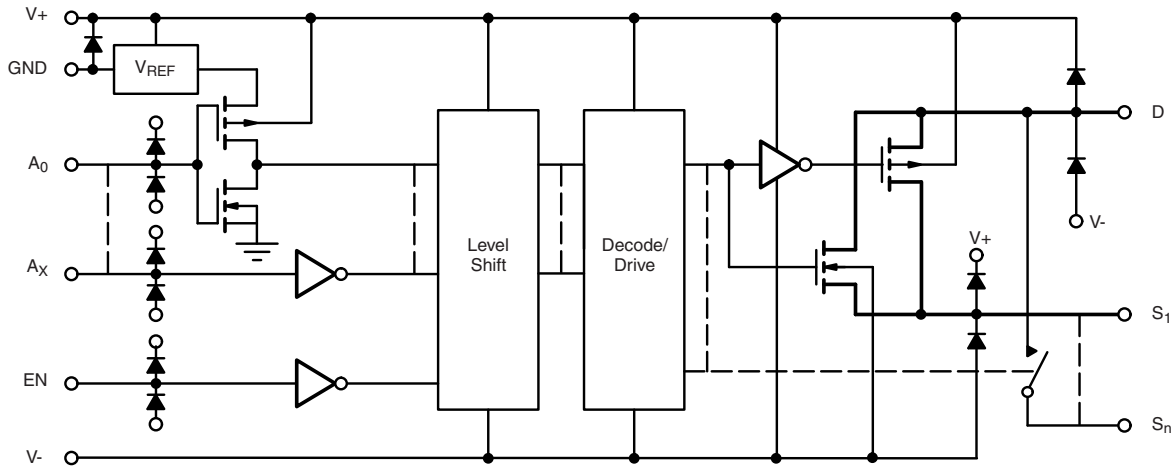 V+
GND
VREF
D
A0
V-
Level
Shift
Decode/
Drive
V+
AX
S1
EN
Sn
V-